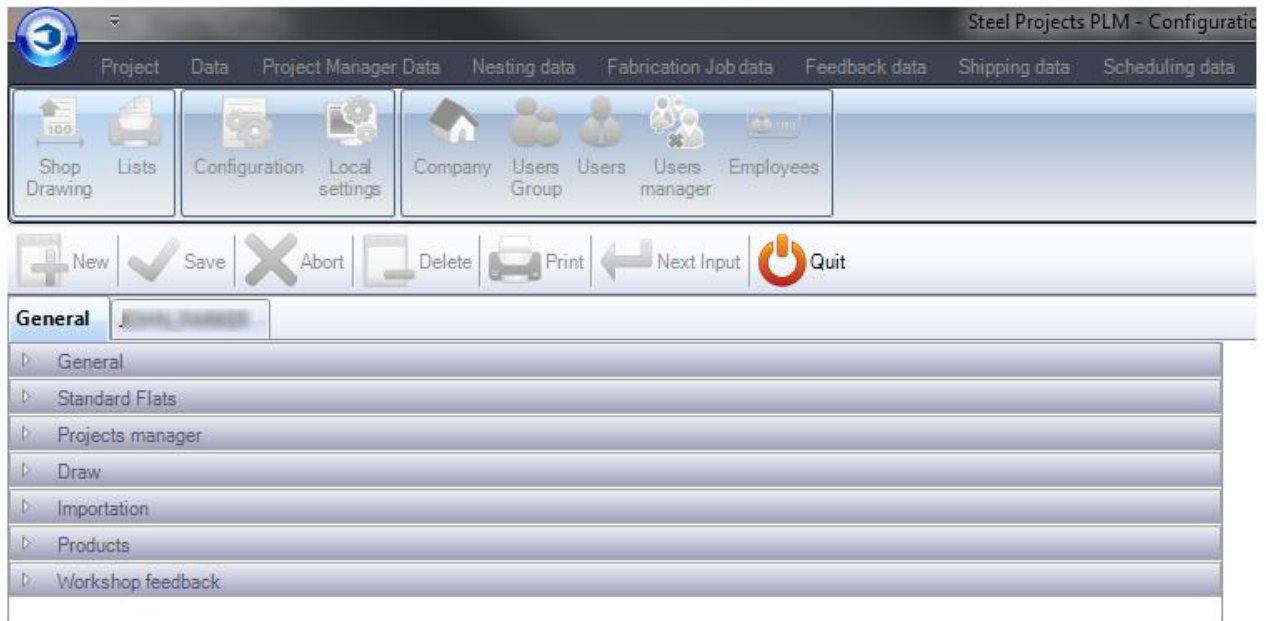 Steel Projects PLM - Configuratio
Project Data Project Manager Data Nesting data Fabrication Job data Feedback data Shipping data Scheduling data
100
Shop Drawing Lists Configuration Local settings Company Users Group Users Users manager Employees
New Save Abort Delete Print Next Input Quit
General
General
Standard Flats
Projects manager
Draw
Importation
Products
Workshop feedback